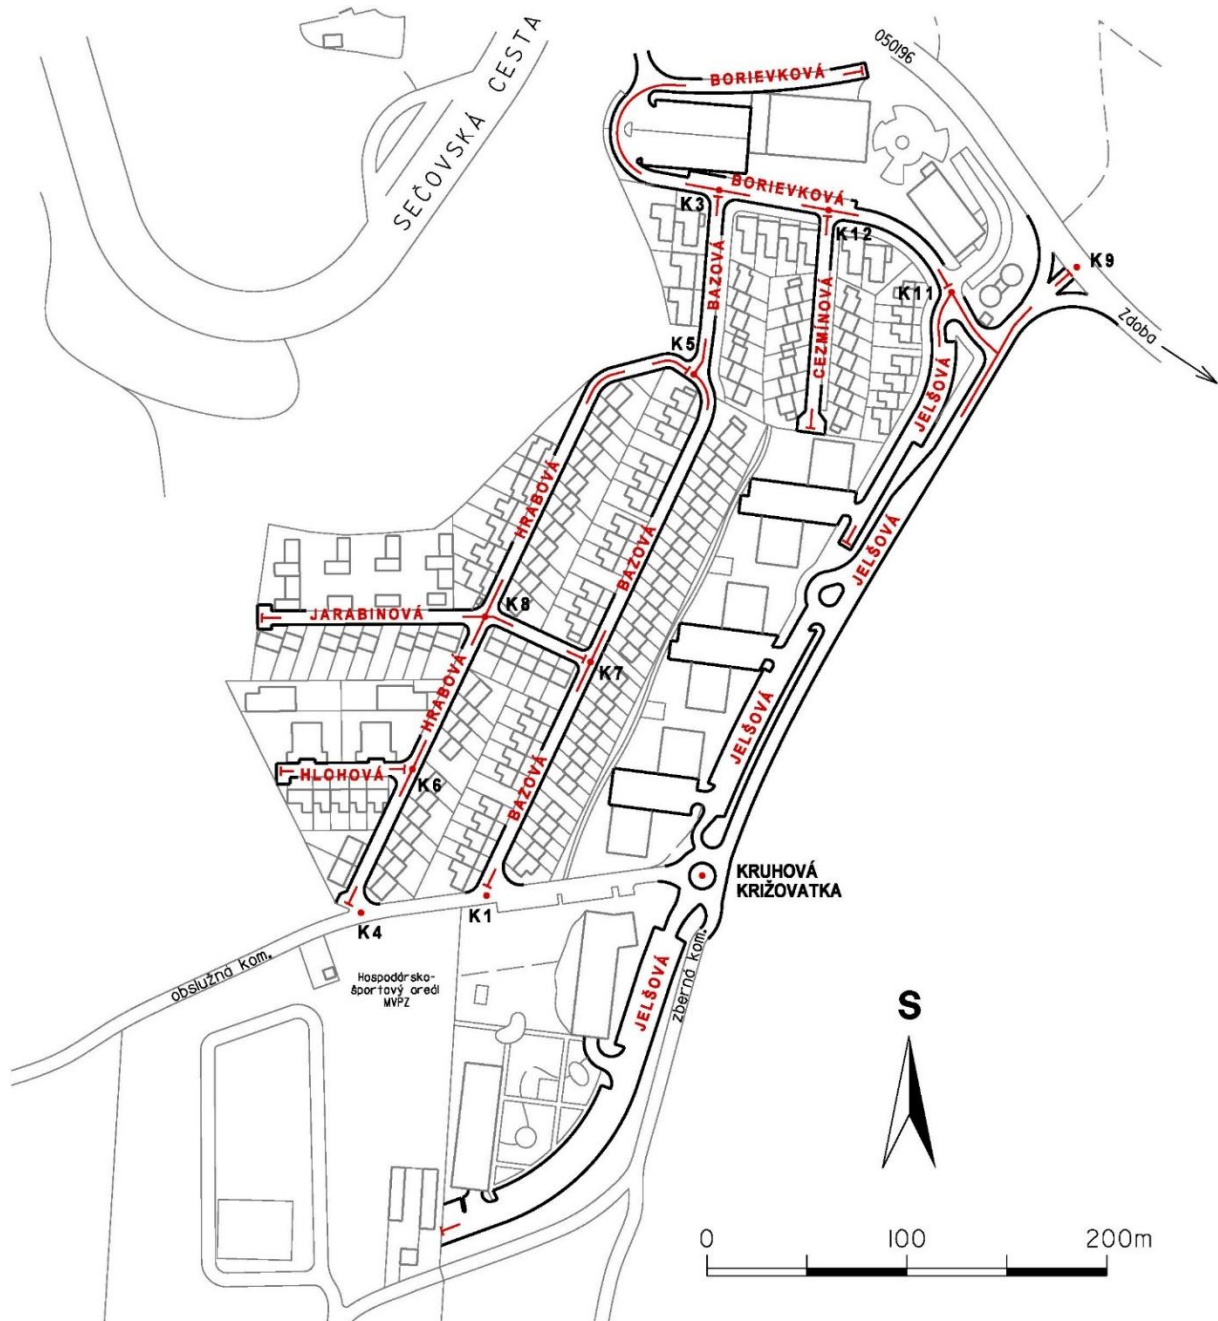 SEČOVSKÁ CESTA
050196
BORIEVKOVÁ
BORIEVKOVÁ
K3
K12
K9
BAZOVÁ
CEZMÍNOVÁ
K11
Zdoba
K5
JELŠOVÁ
HRABOVÁ
BAZOVÁ
JELŠOVÁ
K8
JARABINOVÁ
HRABOVÁ
K7
JELŠOVÁ
HLOHOVÁ
K6
BAZOVÁ
KRUHOVÁ
KRIŽOVATKA
K4
K1
obslužná kom.
Hospodársko-
športový areál
MVPZ
JELŠOVÁ
zberná kom.
S
0 100 200m